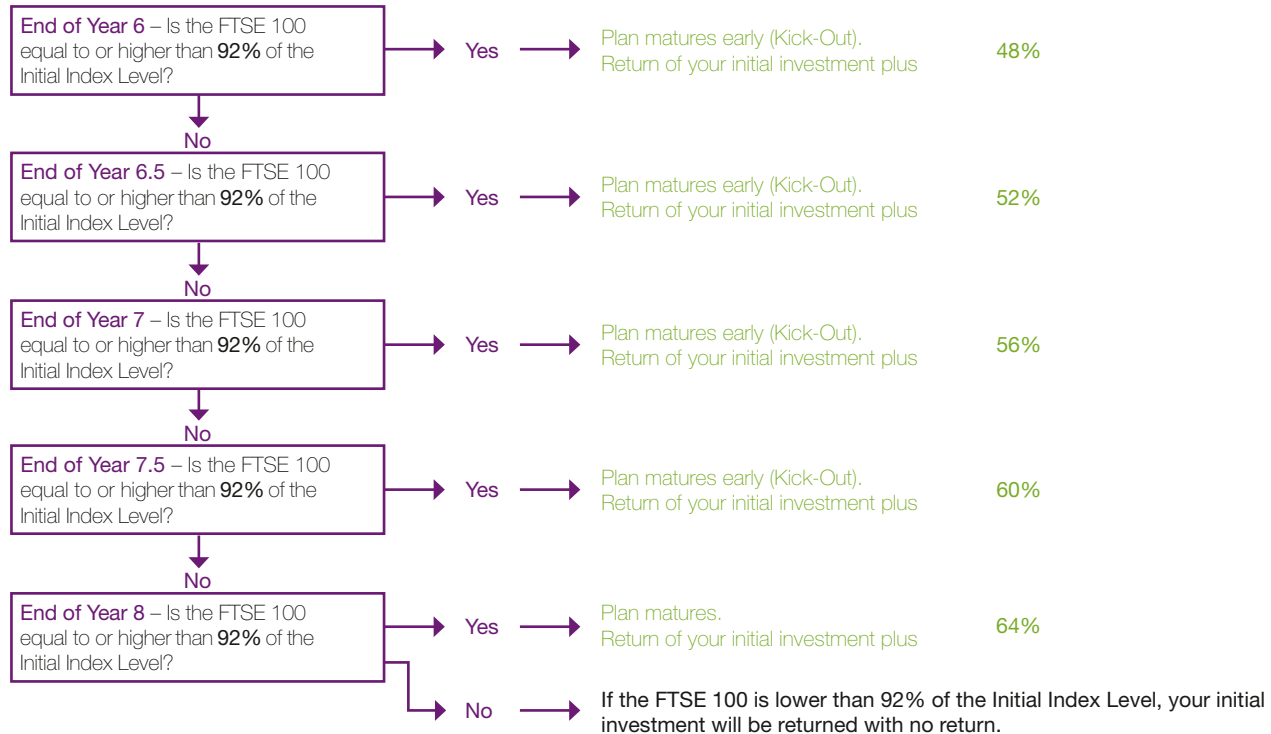 End of Year 6 – Is the FTSE 100
equal to or higher than 92% of the
Initial Index Level?
Yes
Plan matures early (Kick-Out).
Return of your initial investment plus
48%
No
End of Year 6.5 – Is the FTSE 100
equal to or higher than 92% of the
Initial Index Level?
Yes
Plan matures early (Kick-Out).
Return of your initial investment plus
52%
No
End of Year 7 – Is the FTSE 100
equal to or higher than 92% of the
Initial Index Level?
Yes
Plan matures early (Kick-Out).
Return of your initial investment plus
56%
No
End of Year 7.5 – Is the FTSE 100
equal to or higher than 92% of the
Initial Index Level?
Yes
Plan matures early (Kick-Out).
Return of your initial investment plus
60%
No
End of Year 8 – Is the FTSE 100
equal to or higher than 92% of the
Initial Index Level?
Yes
Plan matures.
Return of your initial investment plus
64%
No
If the FTSE 100 is lower than 92% of the Initial Index Level, your initial
investment will be returned with no return.